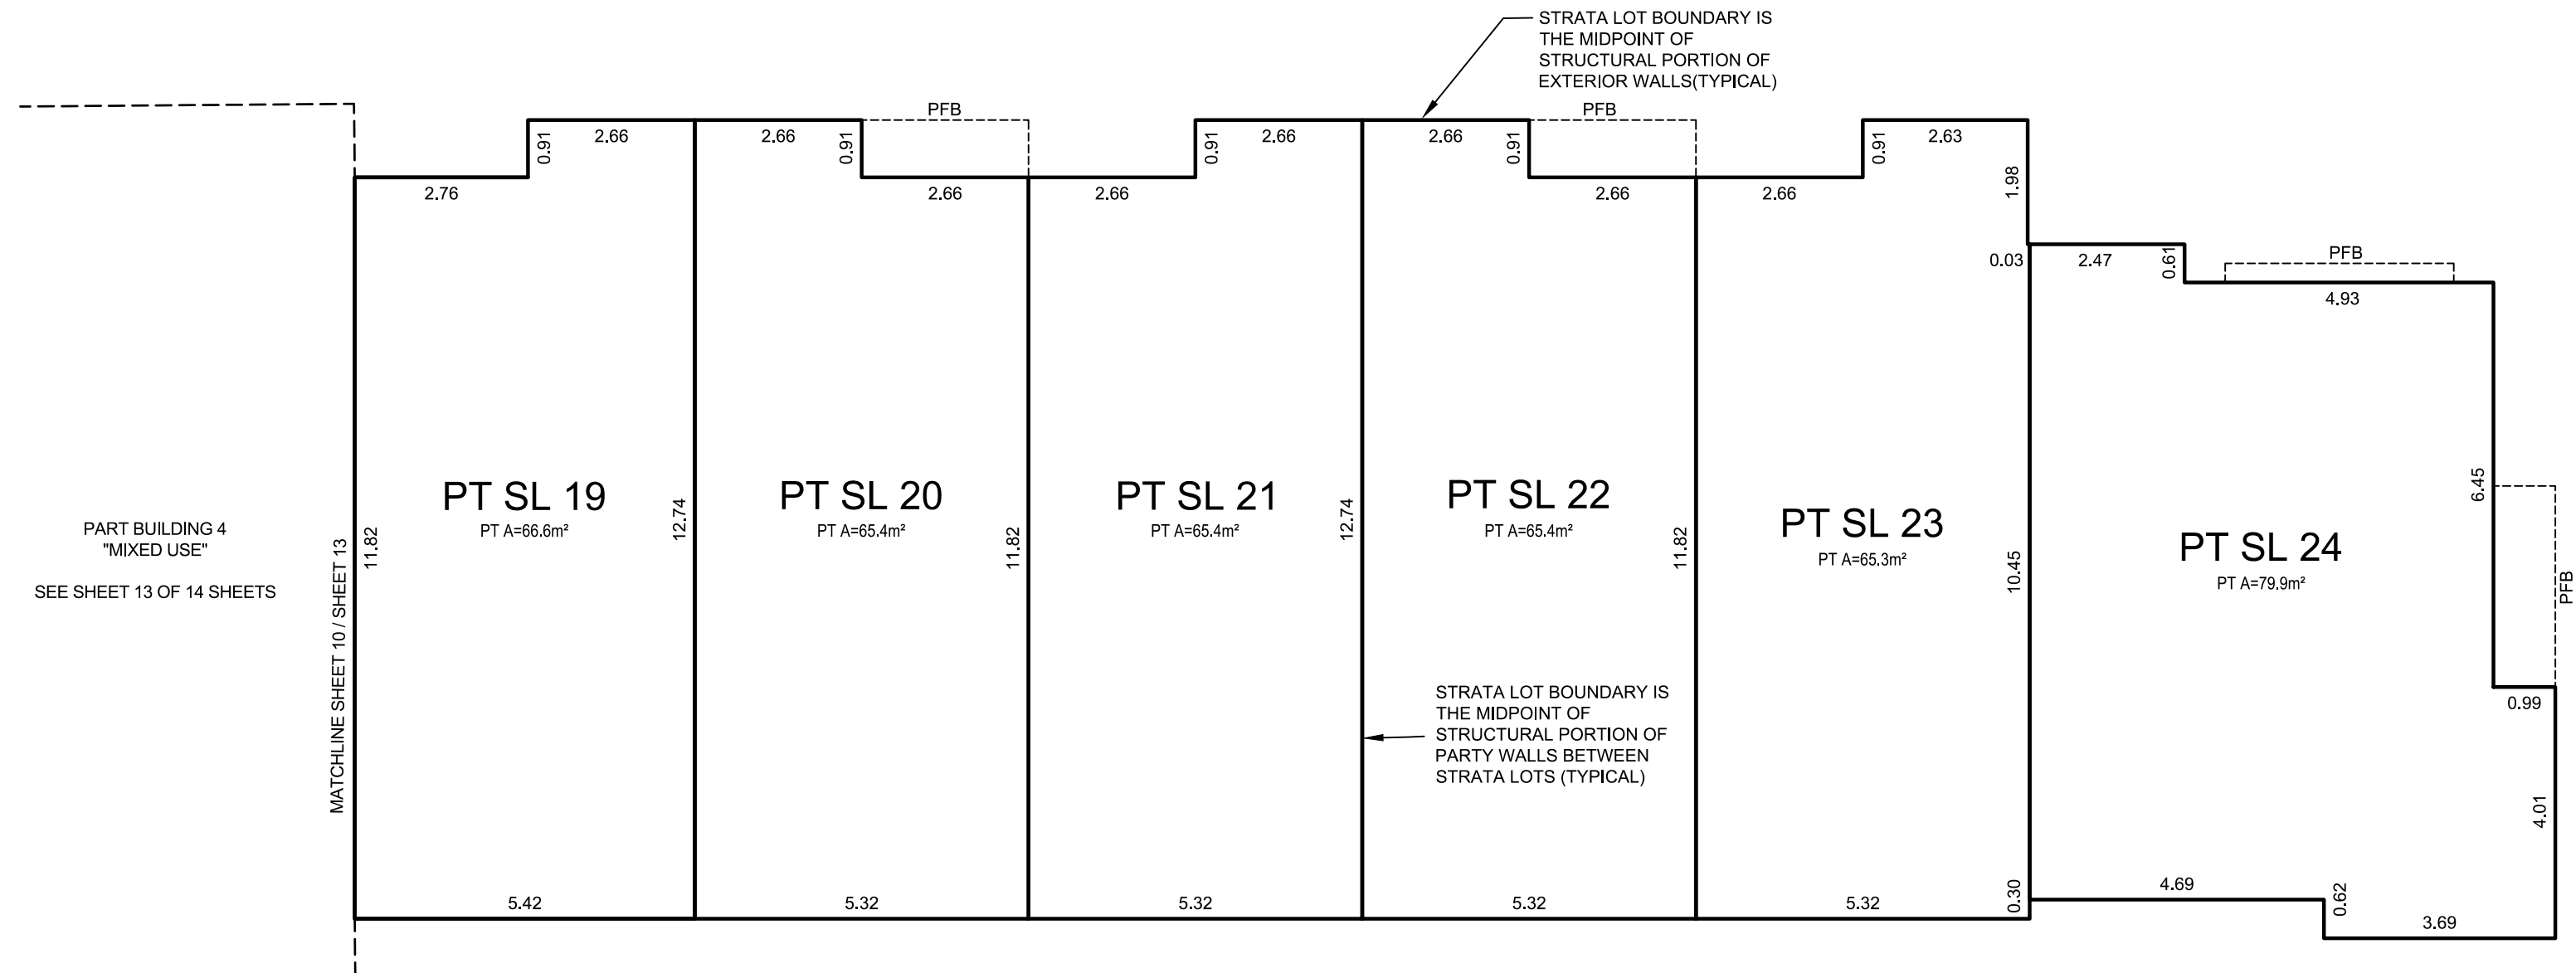 STRATA LOT BOUNDARY IS
THE MIDPOINT OF
STRUCTURAL PORTION OF
EXTERIOR WALLS(TYPICAL)
PFB
PFB
0.91
2.66
2.66
0.91
0.91
2.66
2.66
0.91
0.91
2.63
1.98
2.76
2.66
2.66
2.66
2.66
0.03
2.47
0.61
PFB
4.93
PART BUILDING 4
"MIXED USE"
SEE SHEET 13 OF 14 SHEETS
MATCHLINE SHEET 10 / SHEET 13
11.82
PT SL 19
PT A=66.6m²
12.74
PT SL 20
PT A=65.4m²
11.82
PT SL 21
PT A=65.4m²
12.74
PT SL 22
PT A=65.4m²
11.82
PT SL 23
PT A=65.3m²
10.45
PT SL 24
PT A=79.9m²
6.45
PFB
STRATA LOT BOUNDARY IS
THE MIDPOINT OF
STRUCTURAL PORTION OF
PARTY WALLS BETWEEN
STRATA LOTS (TYPICAL)
0.99
4.01
5.42
5.32
5.32
5.32
5.32
0.30
4.69
0.62
3.69